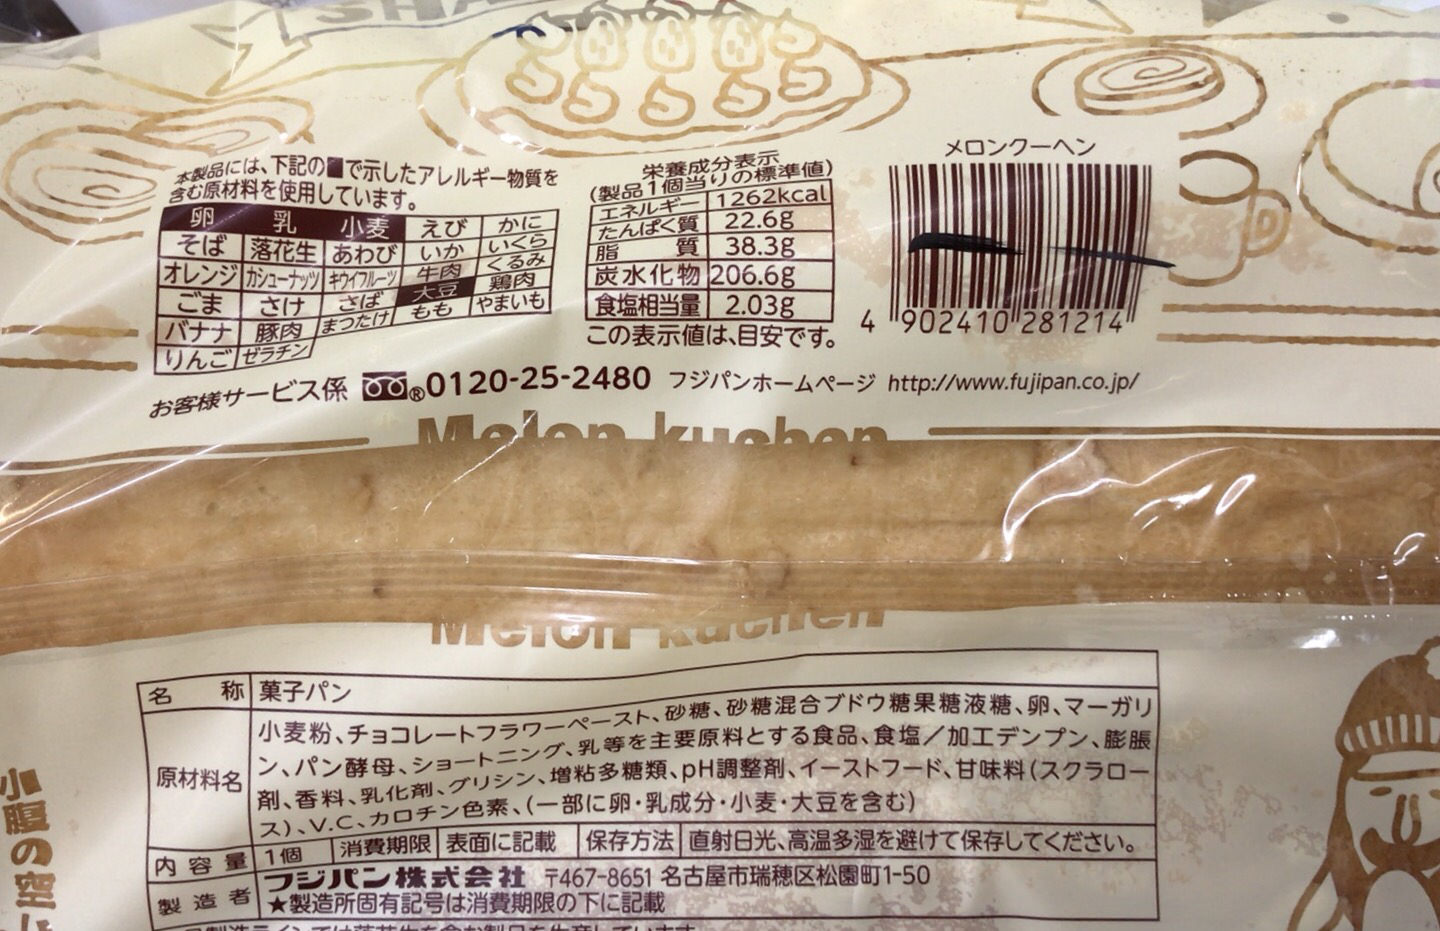 SHA
メロンクーヘン
本製品には、下記の■で示したアレルギー物質を
含む原材料を使用しています。
卵 乳 小麦 えび かに
そば 落花生 あわび いか いくら
オレンジ カシューナッツ キウイフルーツ 牛肉 くるみ
ごま さけ さば 大豆 鶏肉
バナナ 豚肉 まつたけ もも やまいも
りんご ゼラチン
栄養成分表示
(製品1個当りの標準値)
エネルギー 1262kcal
たんぱく質 22.6g
脂質 38.3g
炭水化物 206.6g
食塩相当量 2.03g
この表示値は、目安です。
4 902410 281214
お客様サービス係 ®0120-25-2480 フジパンホームページ http://www.fujipan.co.jp/
Melon kuchen
Melon kuchen
名称 菓子パン
原材料名 小麦粉、チョコレートフラワーペースト、砂糖、砂糖混合ブドウ糖果糖液糖、卵、マーガリ
ン、パン酵母、ショートニング、乳等を主要原料とする食品、食塩/加工デンプン、膨脹
剤、香料、乳化剤、グリシン、増粘多糖類、pH調整剤、イーストフード、甘味料(スクラロー
ス)、V.C、カロチン色素、(一部に卵・乳成分・小麦・大豆を含む)
内容量 1個 消費期限 表面に記載 保存方法 直射日光、高温多湿を避けて保存してください。
製造者 フジパン株式会社 〒467-8651 名古屋市瑞穂区松園町1-50
★製造所固有記号は消費期限の下に記載
小腹の空